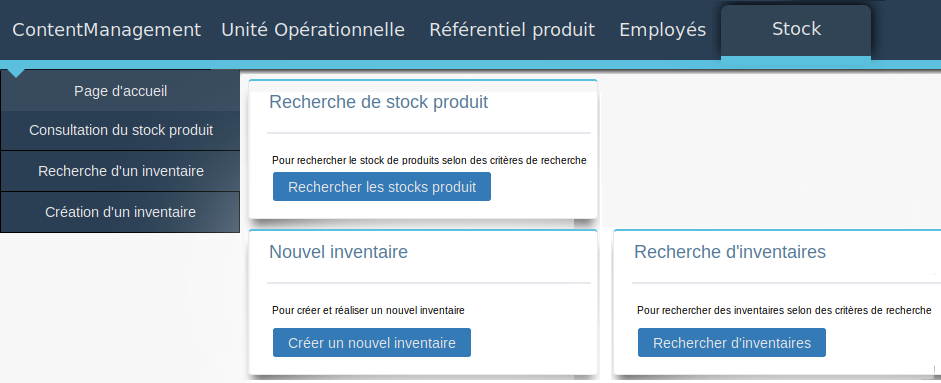 ContentManagement Unité Opérationnelle Référentiel produit Employés Stock
Page d'accueil
Consultation du stock produit
Recherche d'un inventaire
Création d'un inventaire
Recherche de stock produit
Pour rechercher le stock de produits selon des critères de recherche
Rechercher les stocks produit
Nouvel inventaire
Pour créer et réaliser un nouvel inventaire
Créer un nouvel inventaire
Recherche d'inventaires
Pour rechercher des inventaires selon des critères de recherche
Rechercher d'inventaires